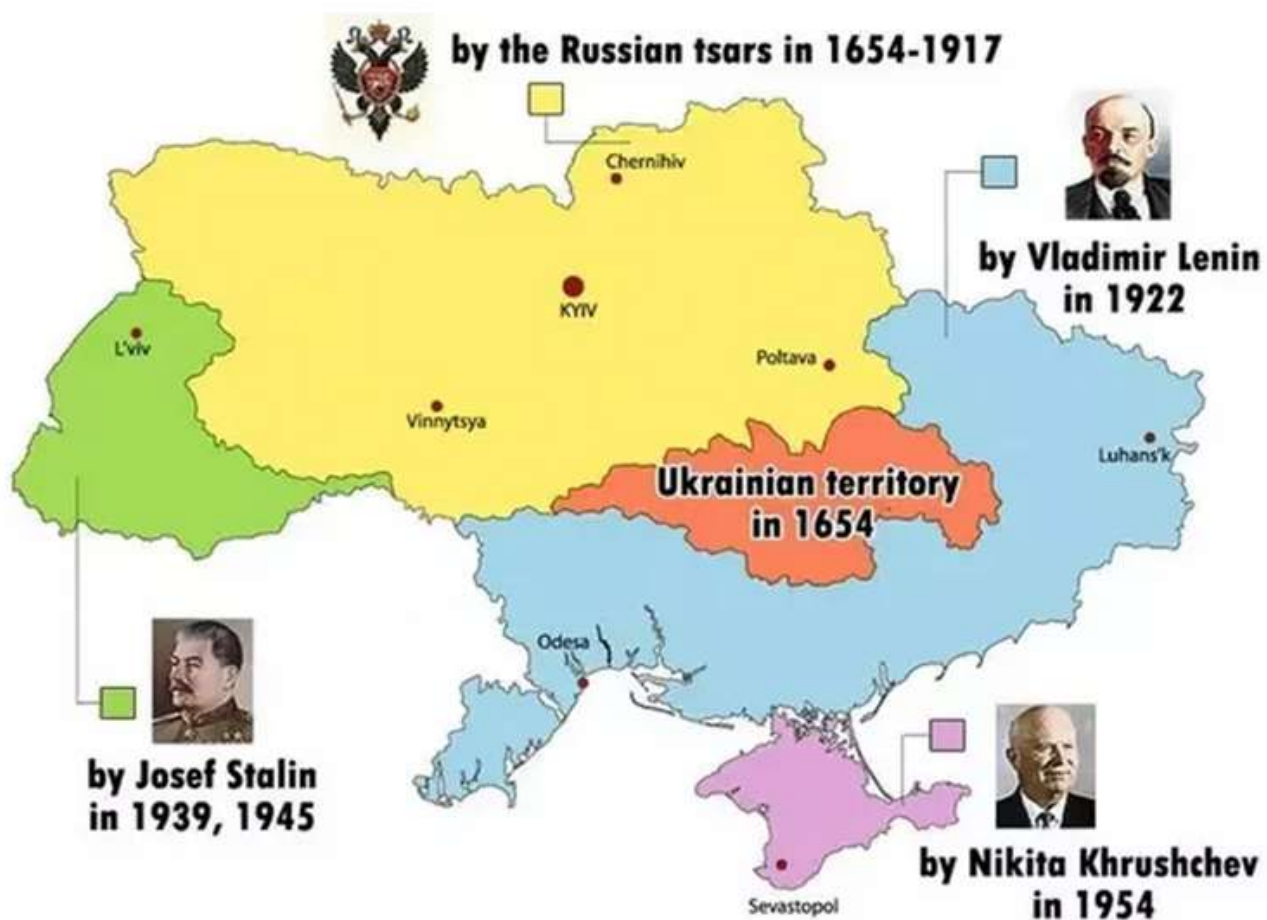 by the Russian tsars in 1654-1917
Chernihiv
by Vladimir Lenin
in 1922
KYIV
L'viv
Poltava
Vinnytsya
Luhans'k
Ukrainian territory
in 1654
Odesa
by Josef Stalin
in 1939, 1945
by Nikita Khrushchev
in 1954
Sevastopol